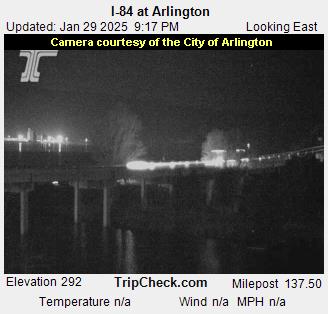 I-84 at Arlington
Updated: Jan 29 2025 9:17 PM Looking East
Camera courtesy of the City of Arlington
Elevation 292 TripCheck.com Milepost 137.50
Temperature n/a Wind n/a MPH n/a